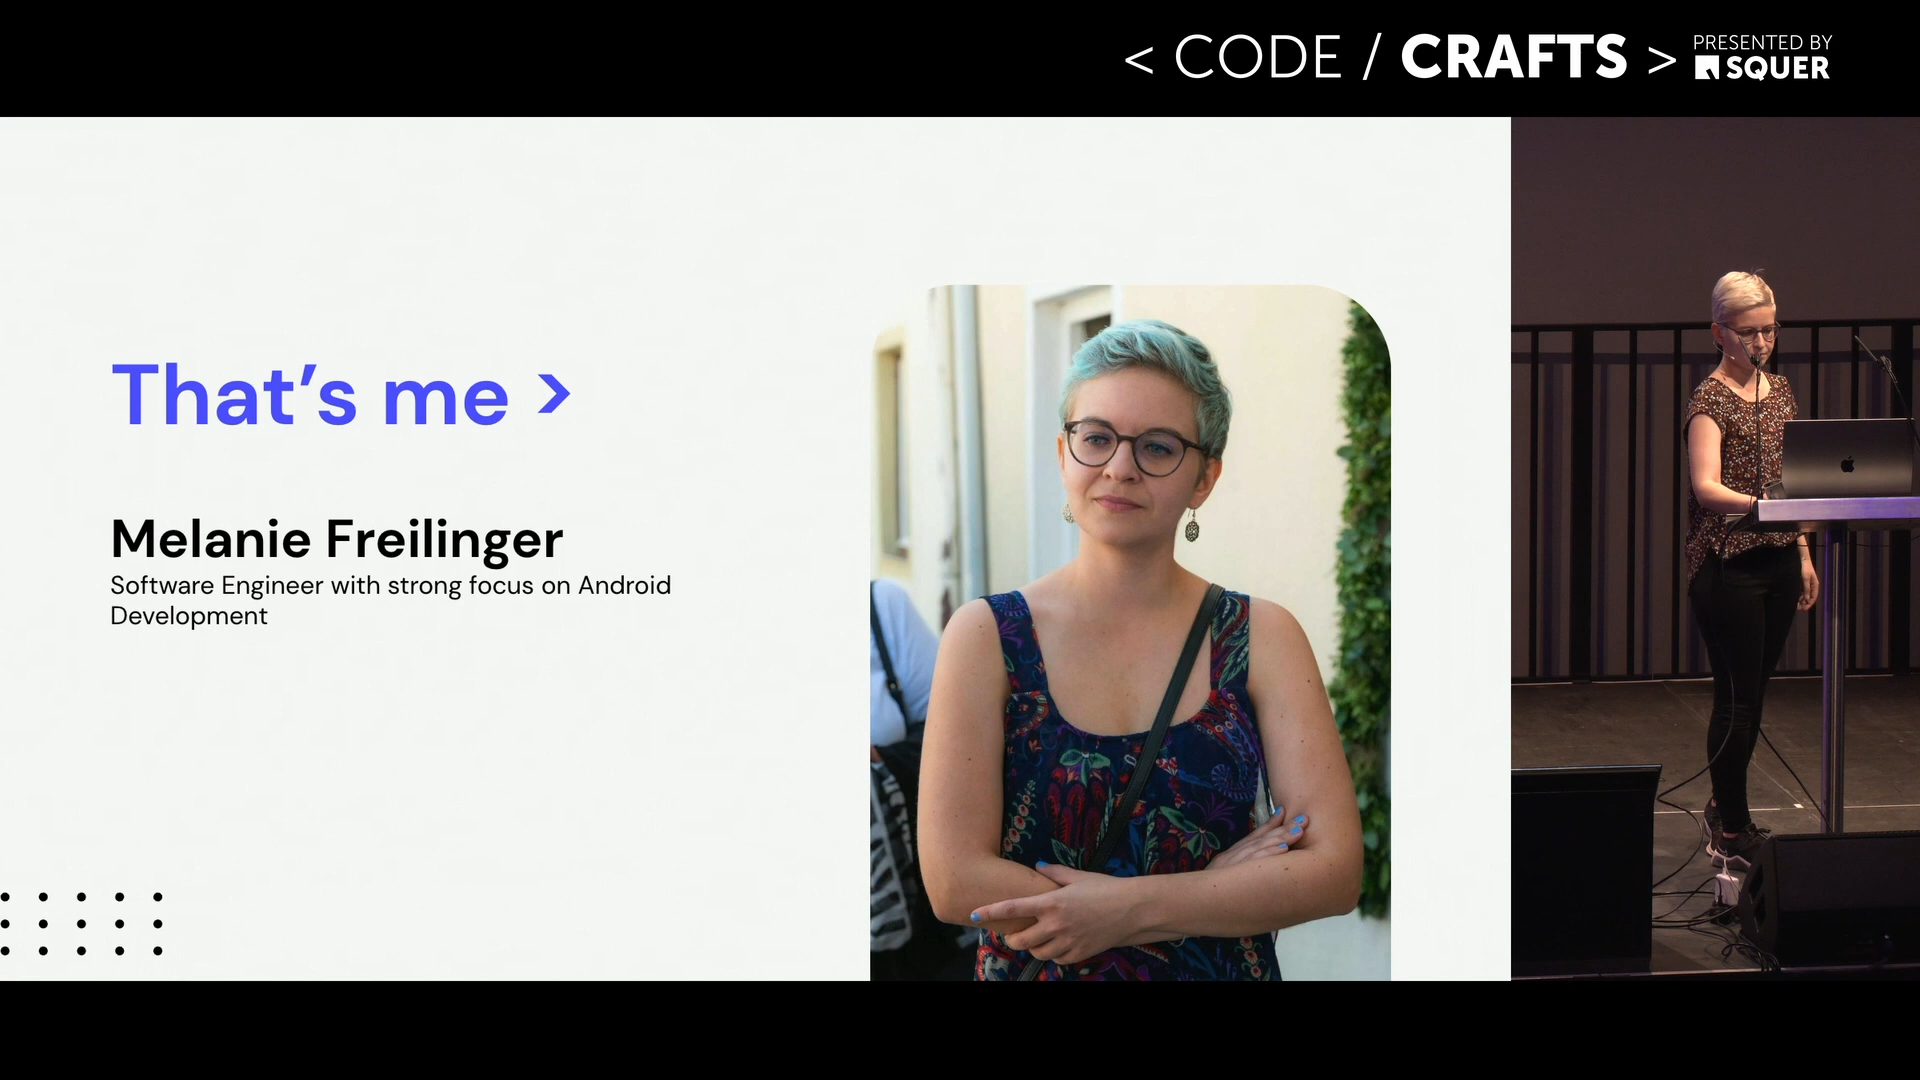 < CODE / CRAFTS >
PRESENTED BY
SQUER
That’s me >
Melanie Freilinger
Software Engineer with strong focus on Android
Development